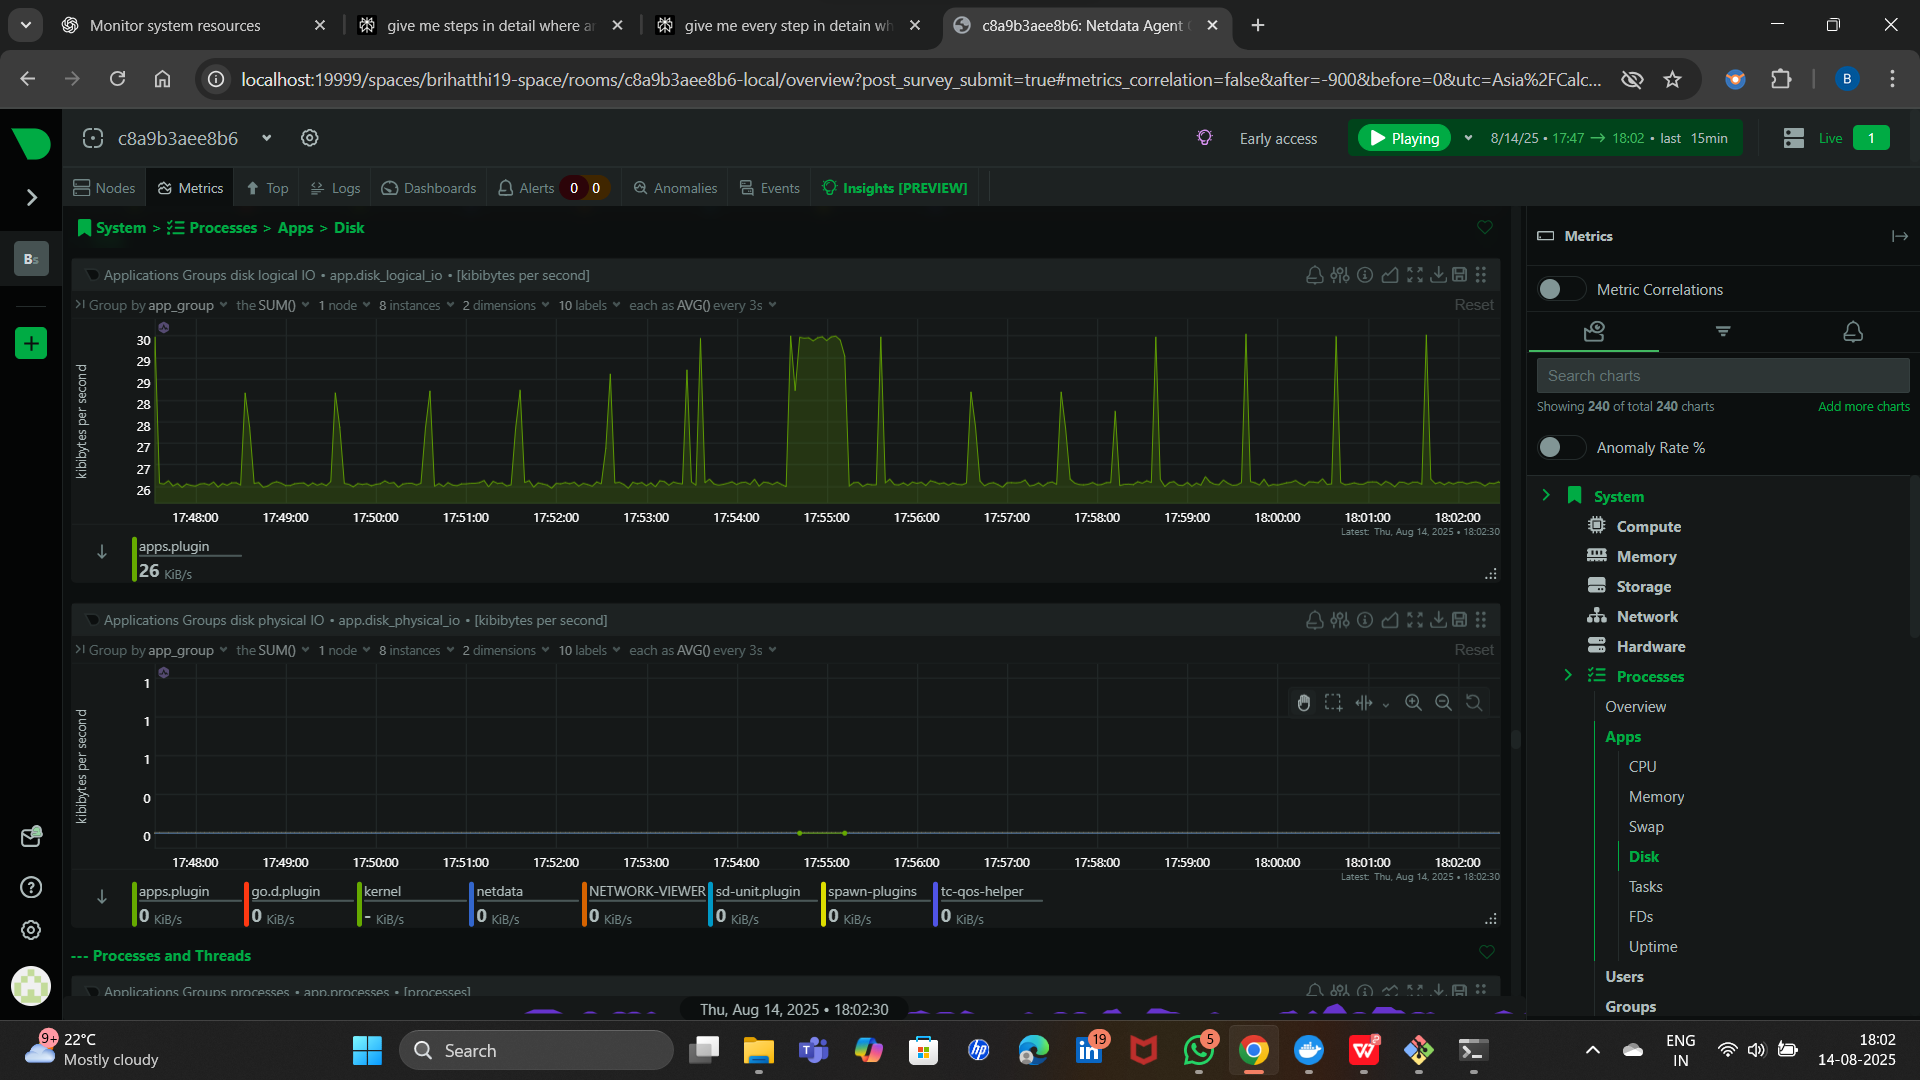 Monitor system resources
give me steps in detail where ar
give me every step in detain wh
c8a9b3aee8b6: Netdata Agent
localhost:19999/spaces/brihatthi19-space/rooms/c8a9b3aee8b6-local/overview?post_survey_submit=true#metrics_correlation=false&after=-900&before=0&utc=Asia%2FCalc...
B
c8a9b3aee8b6
Early access
Playing
8/14/25 • 17:47 → 18:02 • last 15min
Live 1
Nodes
Metrics
Top
Logs
Dashboards
Alerts 0 0
Anomalies
Events
Insights [PREVIEW]
Bs
System > Processes > Apps > Disk
Applications Groups disk logical IO • app.disk_logical_io • [kibibytes per second]
Group by app_group the SUM() 1 node 8 instances 2 dimensions 10 labels each as AVG() every 3s
Reset
kibibytes per second
30
29
29
28
28
27
27
26
17:48:00 17:49:00 17:50:00 17:51:00 17:52:00 17:53:00 17:54:00 17:55:00 17:56:00 17:57:00 17:58:00 17:59:00 18:00:00 18:01:00 18:02:00
Latest: Thu, Aug 14, 2025 • 18:02:30
apps.plugin
26 KiB/s
Applications Groups disk physical IO • app.disk_physical_io • [kibibytes per second]
Group by app_group the SUM() 1 node 8 instances 2 dimensions 10 labels each as AVG() every 3s
Reset
kibibytes per second
1
1
1
0
0
17:48:00 17:49:00 17:50:00 17:51:00 17:52:00 17:53:00 17:54:00 17:55:00 17:56:00 17:57:00 17:58:00 17:59:00 18:00:00 18:01:00 18:02:00
Latest: Thu, Aug 14, 2025 • 18:02:30
apps.plugin go.d.plugin kernel netdata NETWORK-VIEWER sd-unit.plugin spawn-plugins tc-qos-helper
0 KiB/s 0 KiB/s - KiB/s 0 KiB/s 0 KiB/s 0 KiB/s 0 KiB/s 0 KiB/s
--- Processes and Threads
Applications Groups processes • app.processes • [processes]
Thu, Aug 14, 2025 • 18:02:30
Metrics
Metric Correlations
Search charts
Showing 240 of total 240 charts
Add more charts
Anomaly Rate %
System
Compute
Memory
Storage
Network
Hardware
Processes
Overview
Apps
CPU
Memory
Swap
Disk
Tasks
FDs
Uptime
Users
Groups
9+
22°C
Mostly cloudy
Search
19
5
ENG
IN
18:02
14-08-2025